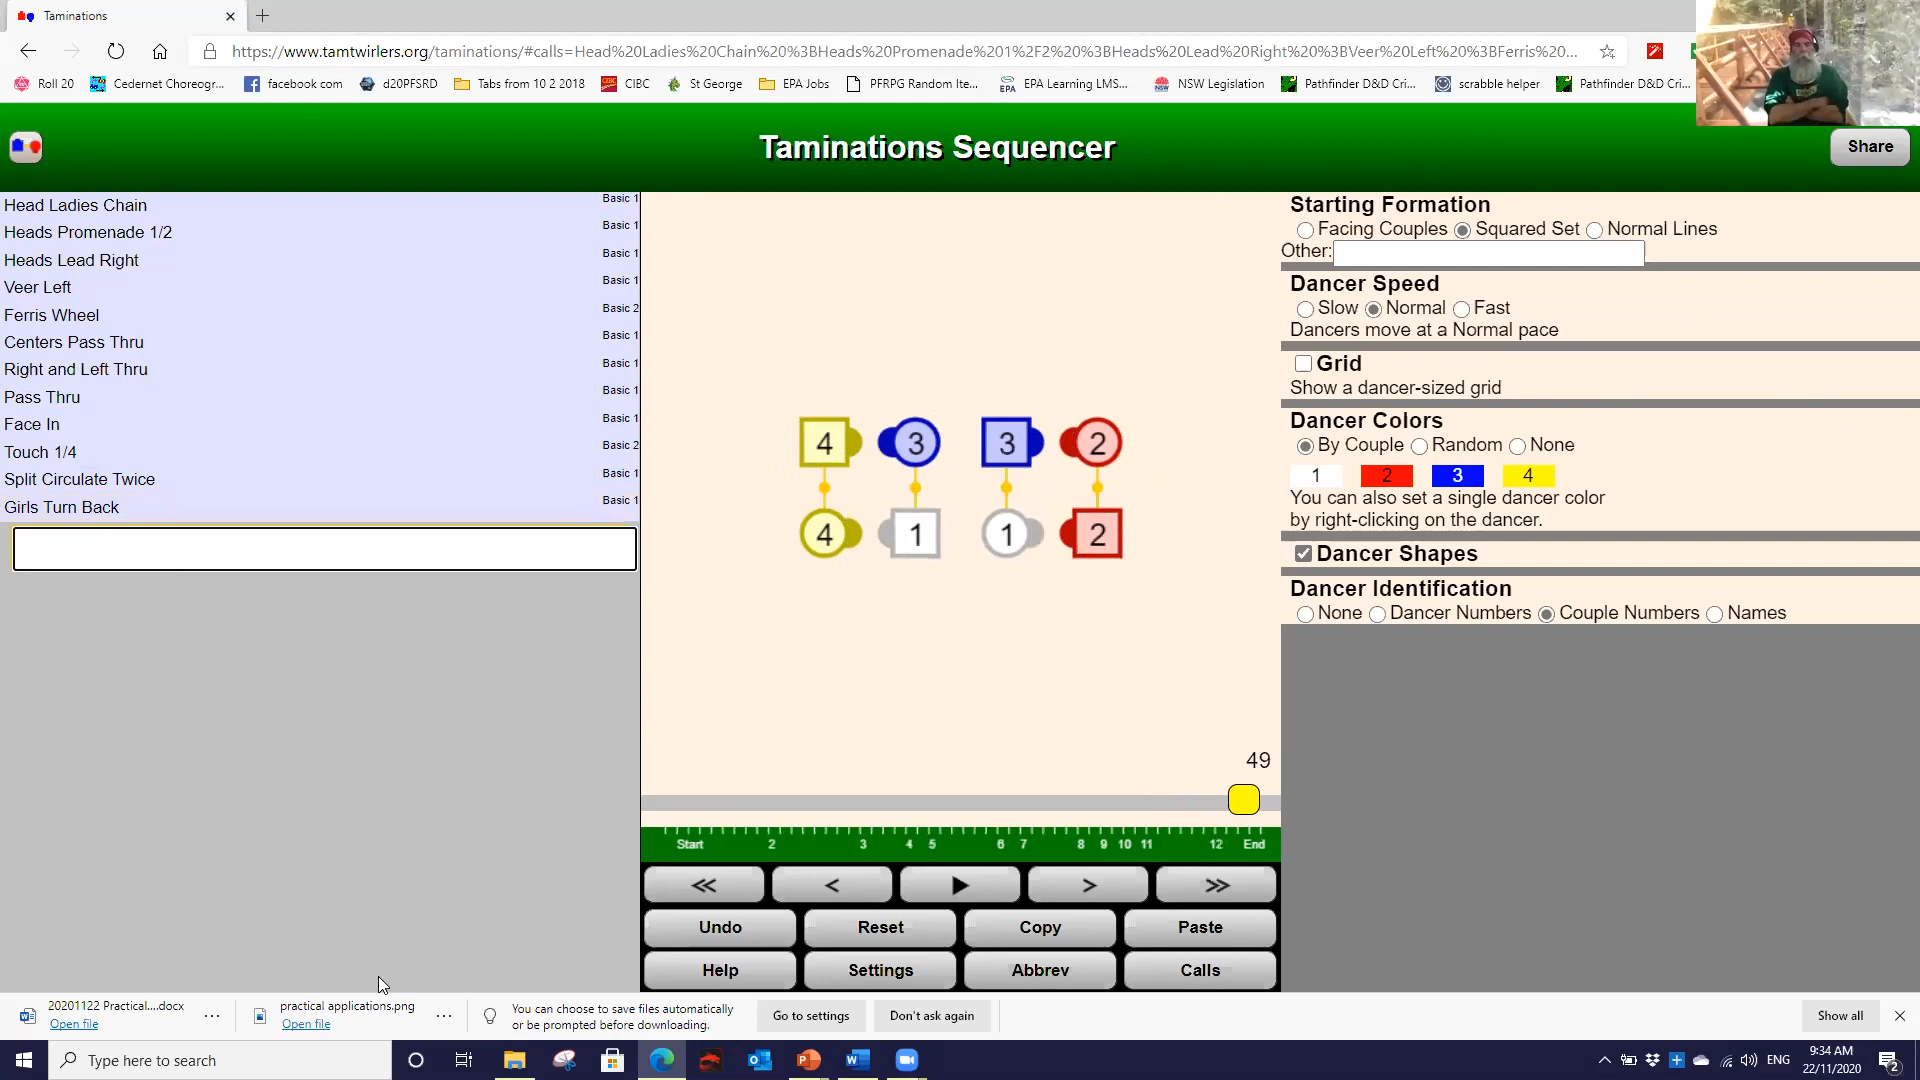 Taminations
https://www.tamtwirlers.org/taminations/#calls=Head%20Ladies%20Chain%20%3BHeads%20Promenade%201%2F2%20%3BHeads%20Lead%20Right%20%3BVeer%20Left%20%3BFerris%20...
Roll 20
Cedernet Choreogr...
facebook com
d20PFSRD
Tabs from 10 2 2018
CIBC
St George
EPA Jobs
PFRPG Random Ite...
EPA Learning LMS...
NSW Legislation
Pathfinder D&D Cri...
scrabble helper
Pathfinder D&D Cri...
Taminations Sequencer
Share
Head Ladies Chain Basic 1
Heads Promenade 1/2 Basic 1
Heads Lead Right Basic 1
Veer Left Basic 1
Ferris Wheel Basic 2
Centers Pass Thru Basic 1
Right and Left Thru Basic 1
Pass Thru Basic 1
Face In Basic 1
Touch 1/4 Basic 2
Split Circulate Twice Basic 1
Girls Turn Back Basic 1
4 3 3 2
4 1 1 2
49
Start 2 3 4 5 6 7 8 9 10 11 12 End
≪ < ▶ > ≫
Undo Reset Copy Paste
Help Settings Abbrev Calls
Starting Formation
Facing Couples Squared Set Normal Lines
Other:
Dancer Speed
Slow Normal Fast
Dancers move at a Normal pace
Grid
Show a dancer-sized grid
Dancer Colors
By Couple Random None
1 2 3 4
You can also set a single dancer color
by right-clicking on the dancer.
Dancer Shapes
Dancer Identification
None Dancer Numbers Couple Numbers Names
20201122 Practical....docx
Open file
practical applications.png
Open file
You can choose to save files automatically
or be prompted before downloading.
Go to settings
Don't ask again
Show all
Type here to search
ENG
9:34 AM
22/11/2020
2